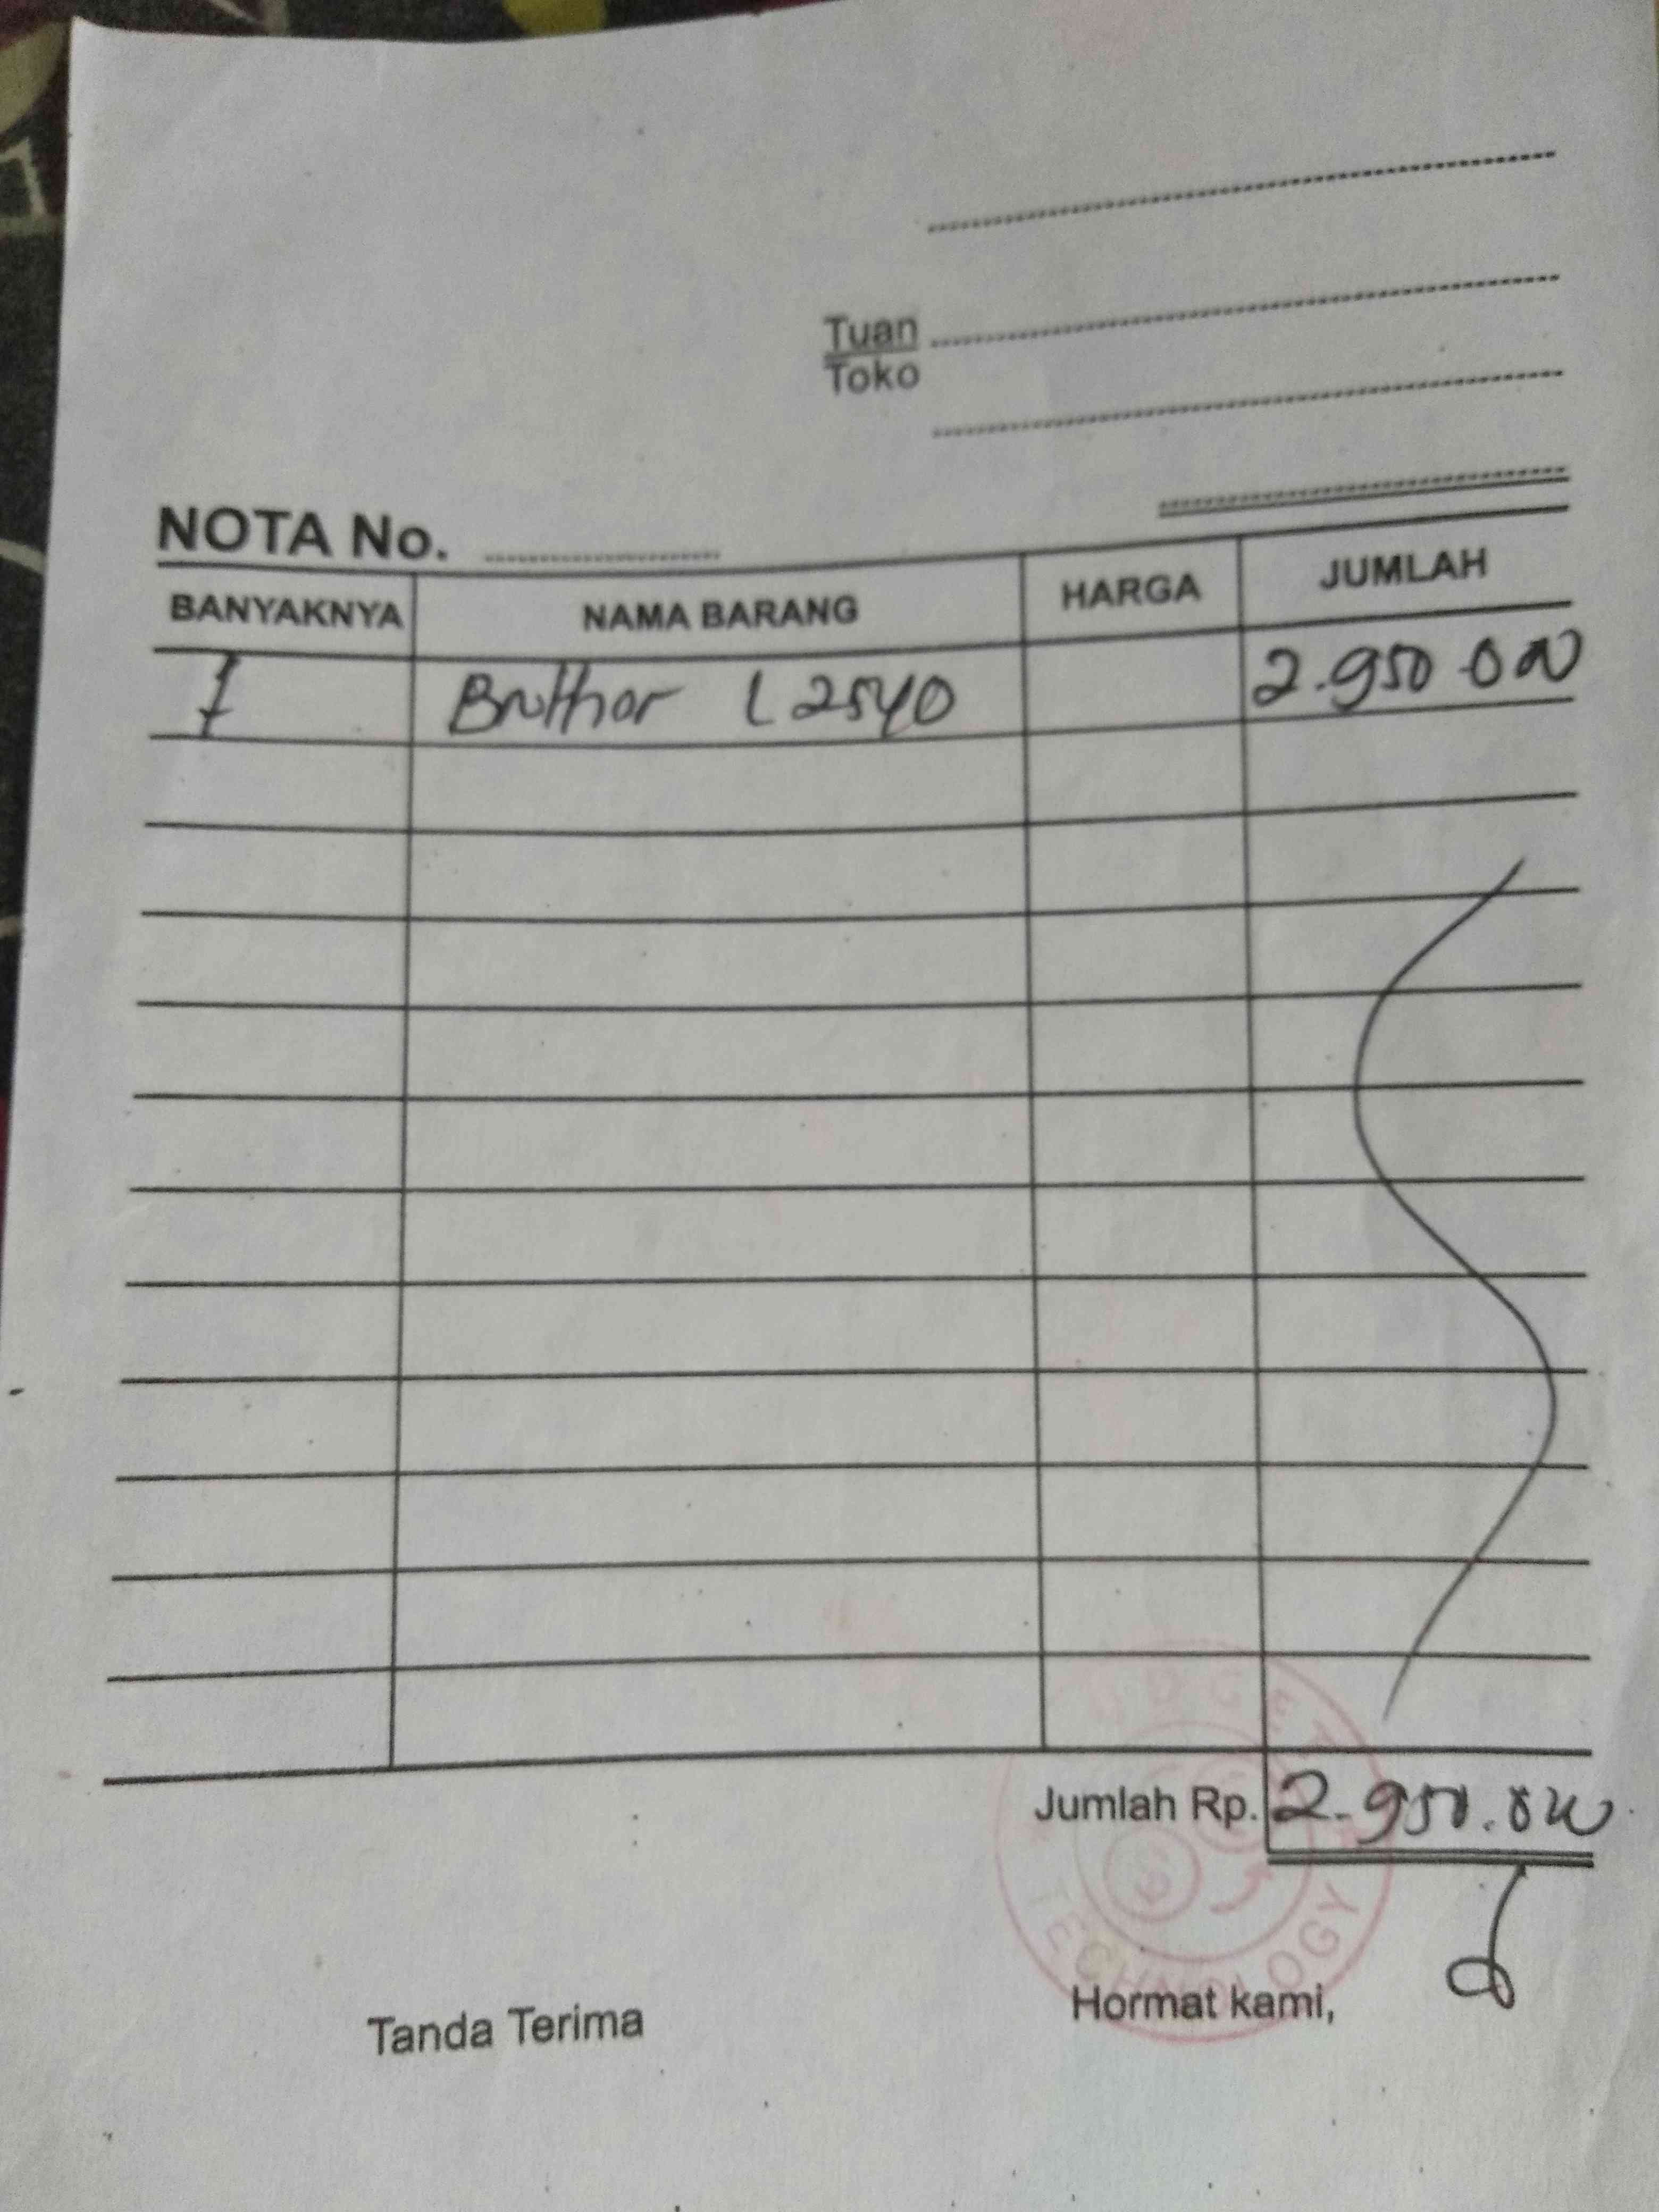 Tuan
Toko
NOTA No.
BANYAKNYA NAMA BARANG HARGA JUMLAH
1 Brother L2540 2.950.000
Jumlah Rp. 2.950.000
TECHNOLOGY
Tanda Terima Hormat kami,